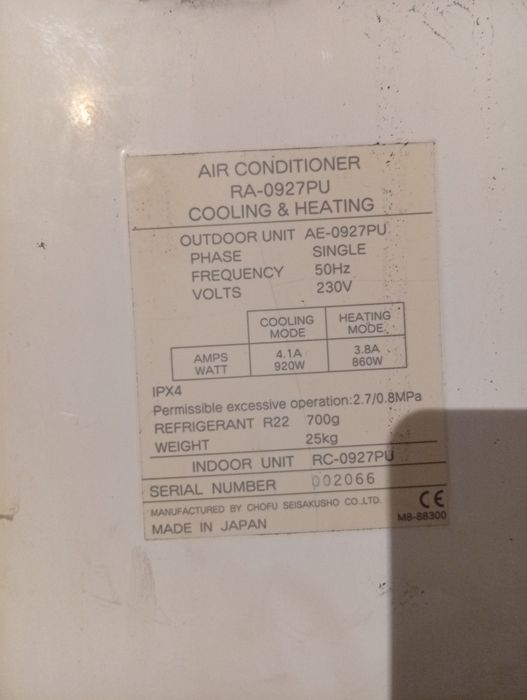 AIR CONDITIONER
RA-0927PU
COOLING & HEATING
OUTDOOR UNIT AE-0927PU
PHASE SINGLE
FREQUENCY 50Hz
VOLTS 230V
COOLING MODE HEATING MODE
AMPS 4.1A 3.8A
WATT 920W 860W
IPX4
Permissible excessive operation:2.7/0.8MPa
REFRIGERANT R22 700g
WEIGHT 25kg
INDOOR UNIT RC-0927PU
SERIAL NUMBER 002066
MANUFACTURED BY CHOFU SEISAKUSHO CO.,LTD. CE
MADE IN JAPAN M8-88300